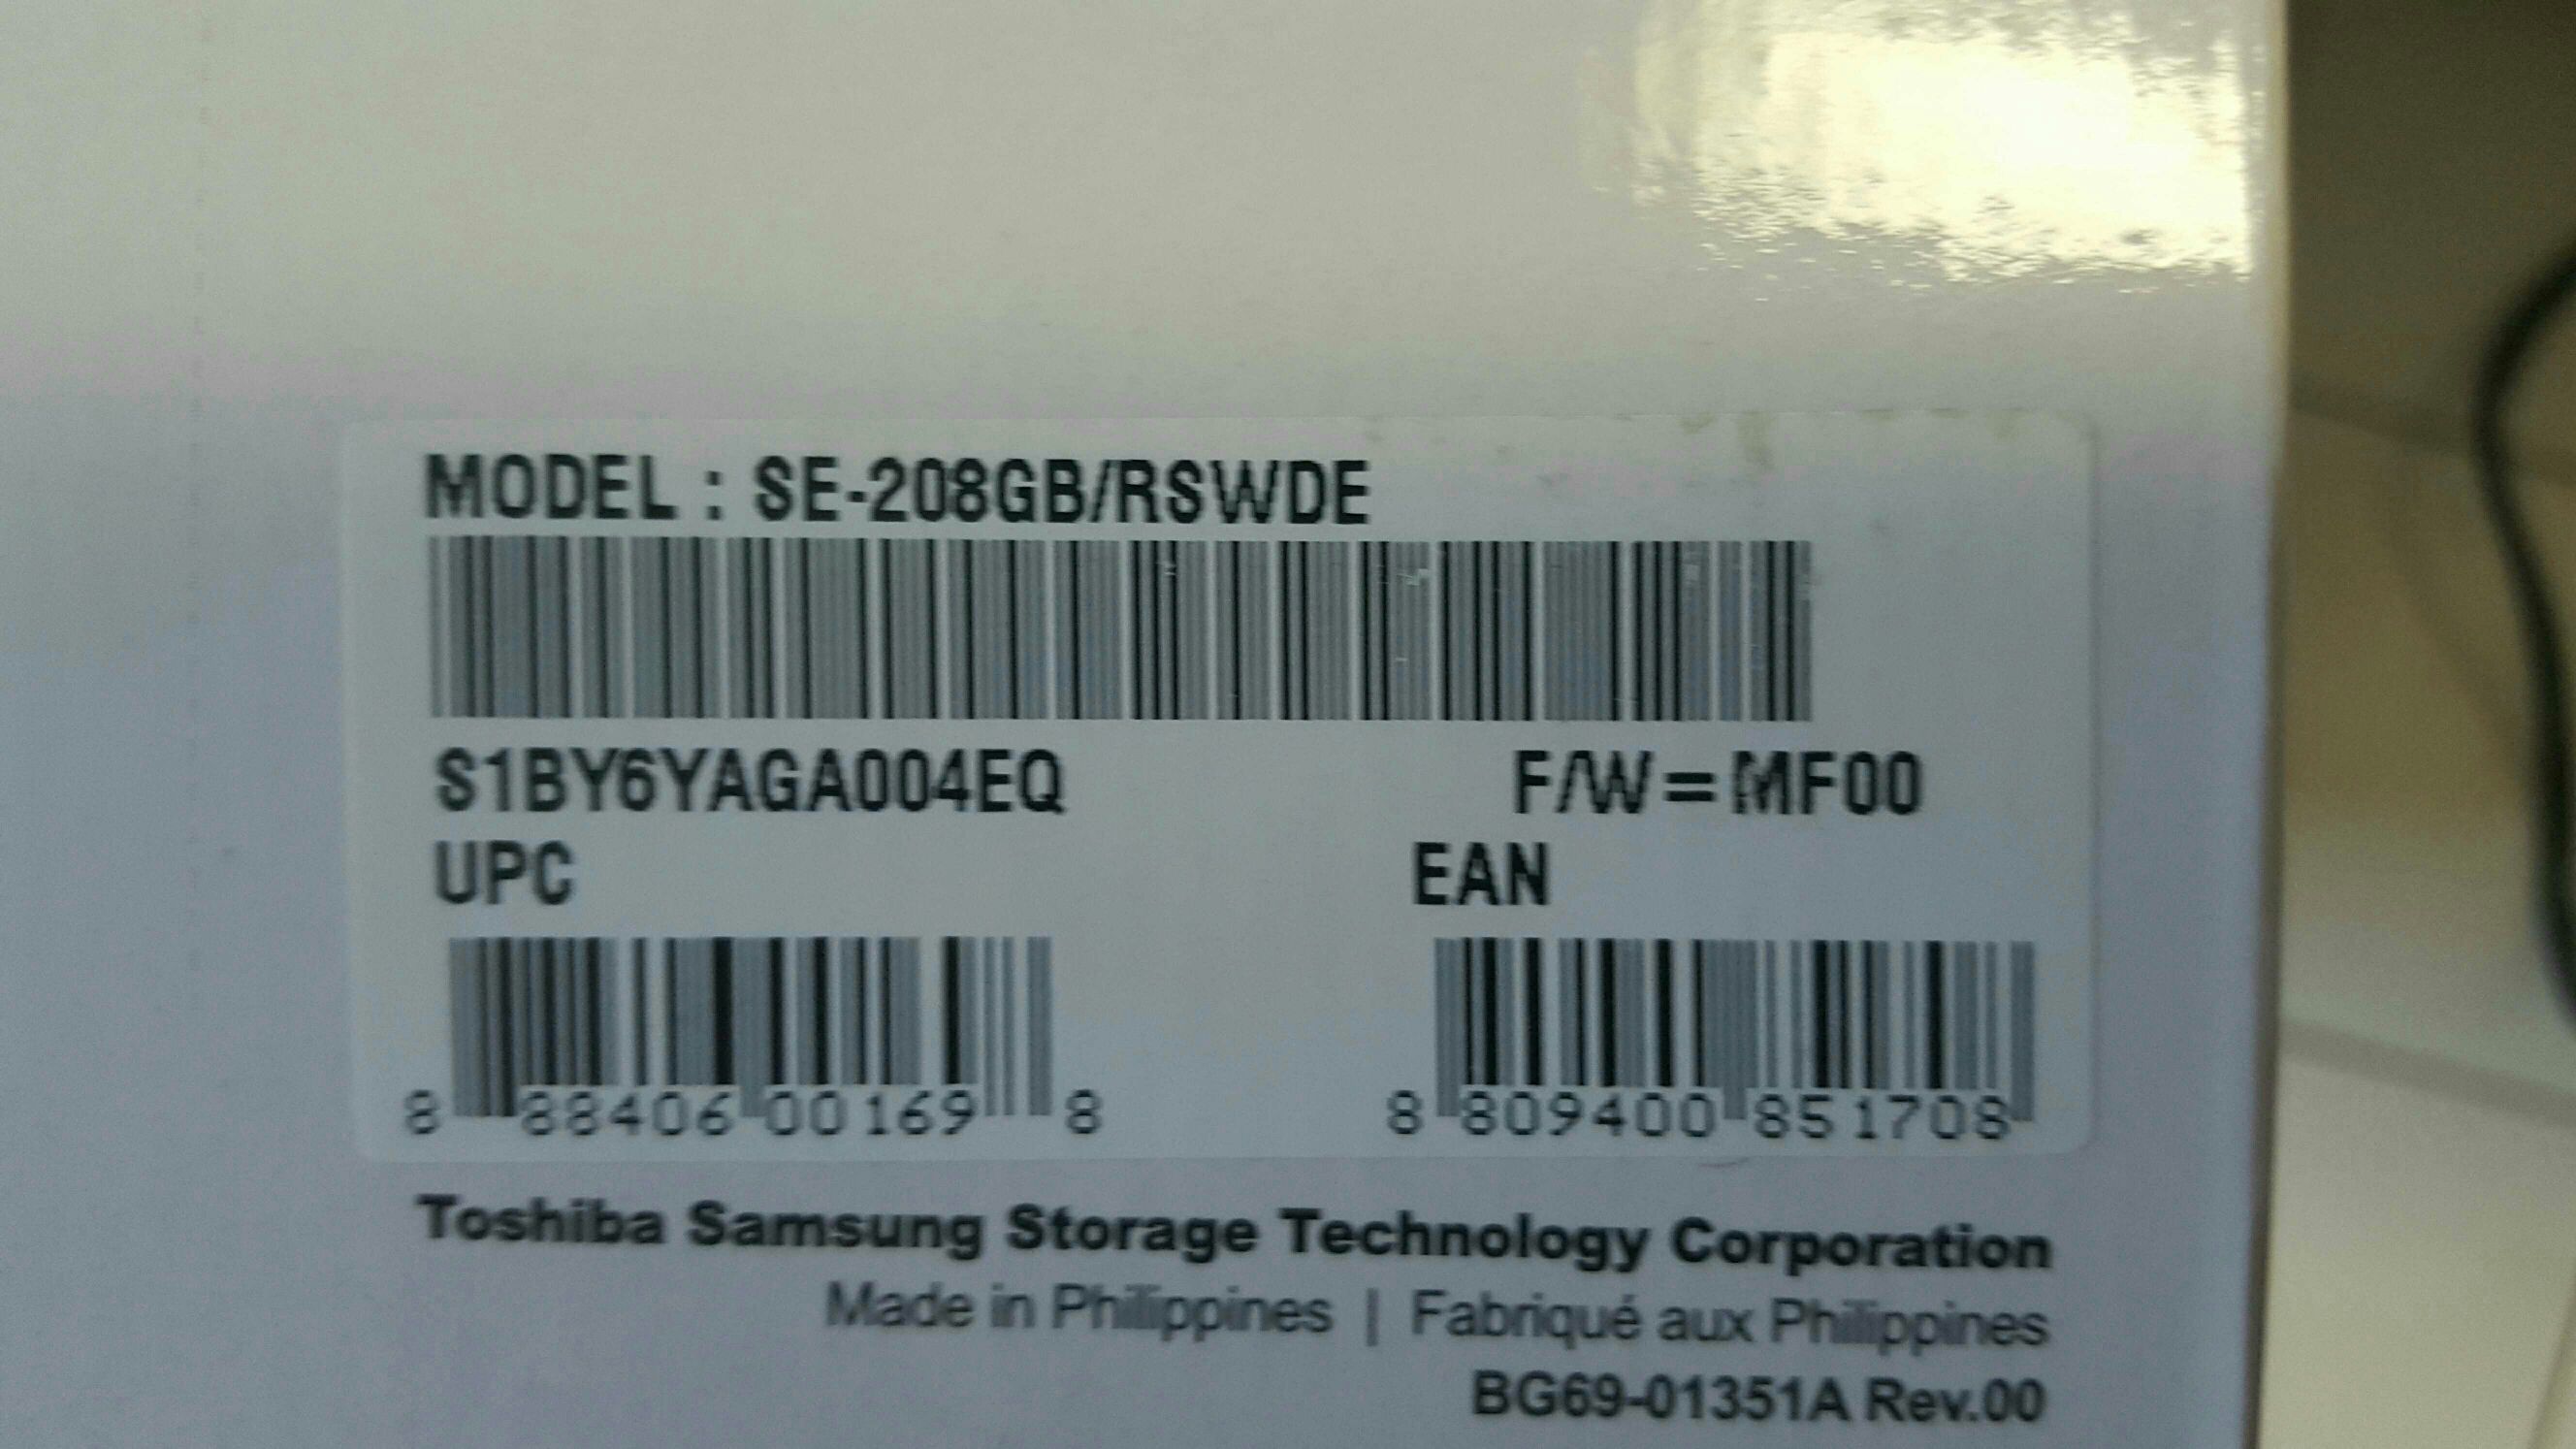 MODEL : SE-208GB/RSWDE
S1BY6YAGA004EQ F/W=MF00
UPC EAN
8 88406 00169 8 8 809400 851708
Toshiba Samsung Storage Technology Corporation
Made in Philippines | Fabriqué aux Philippines
BG69-01351A Rev.00